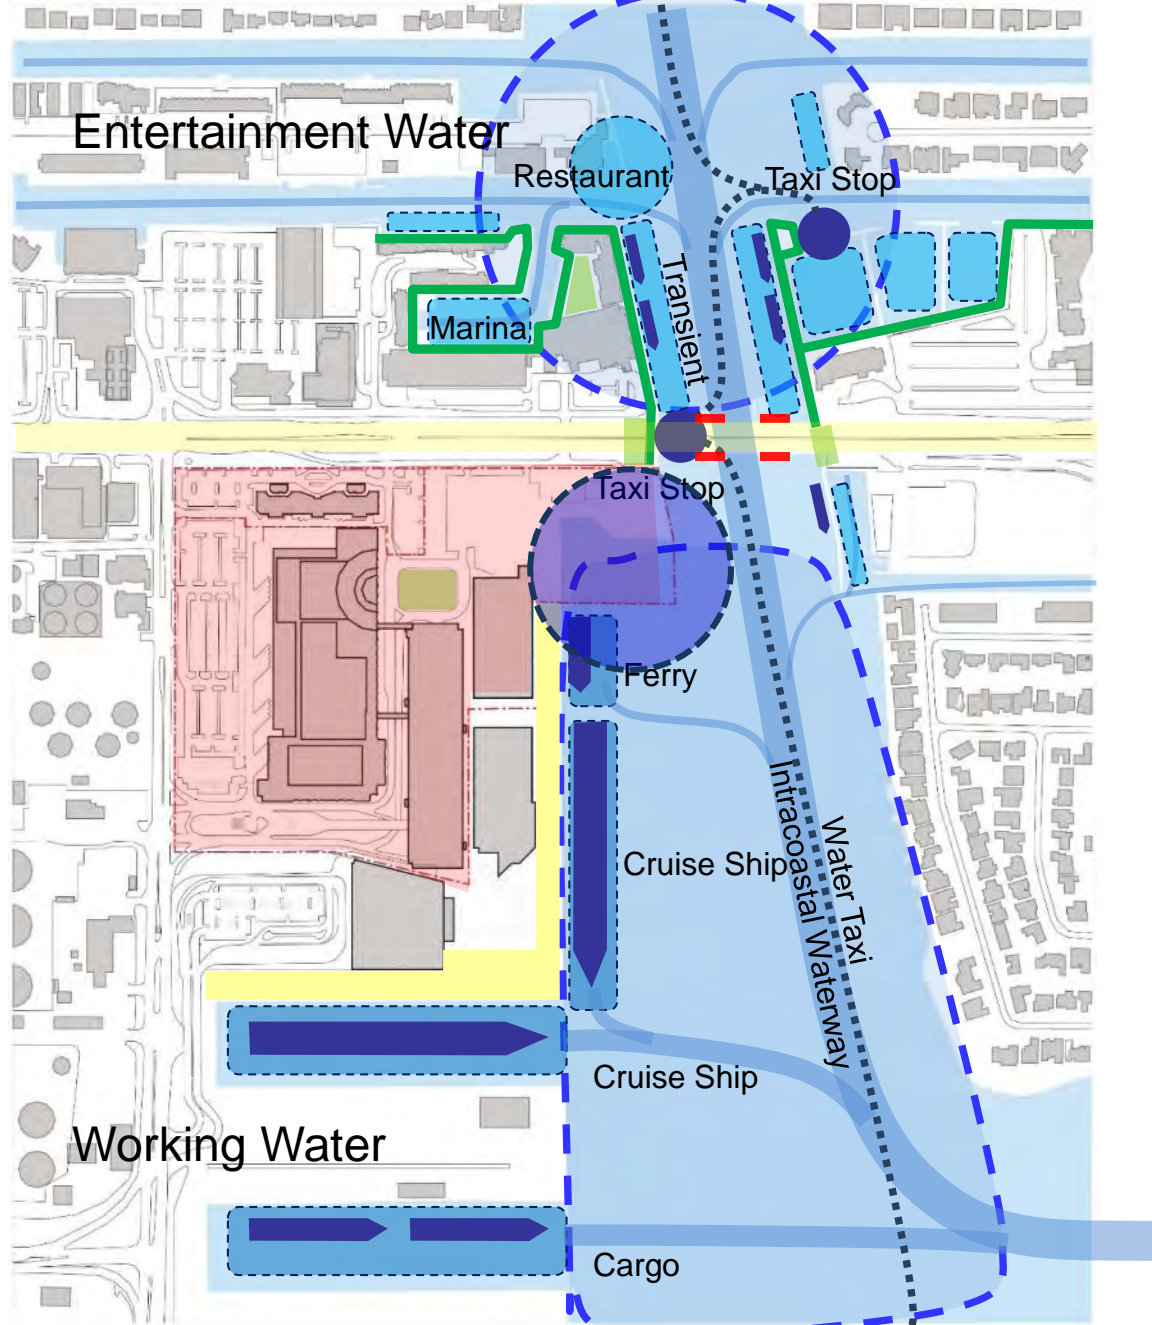 Entertainment Water
Restaurant
Taxi Stop
Transient
Marina
Taxi Stop
Ferry
Cruise Ship
Water Taxi
Intracoastal Waterway
Cruise Ship
Working Water
Cargo